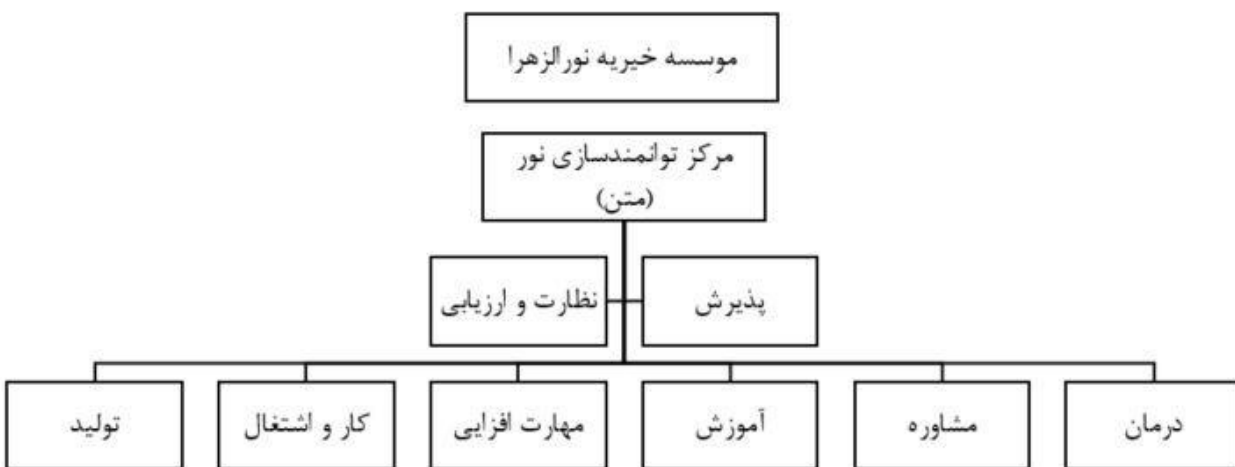 موسسه خیریه نورالزهرا
مرکز توانمندسازی نور
(متن)
پذیرش
نظارت و ارزیابی
درمان
مشاوره
آموزش
مهارت افزایی
کار و اشتغال
تولید